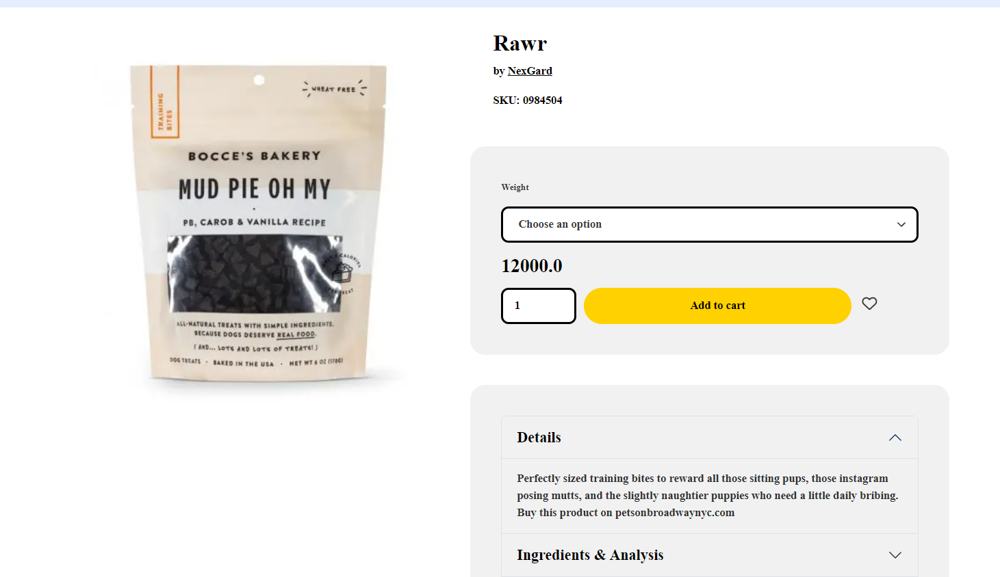 WHEAT FREE
TRAINING
BITES
BOCCE'S BAKERY
MUD PIE OH MY
PB, CAROB & VANILLA RECIPE
ALL-NATURAL TREATS WITH SIMPLE INGREDIENTS,
BECAUSE DOGS DESERVE REAL FOOD.
( AND... LOTS AND LOTS OF TREATS! )
DOG TREATS · BAKED IN THE USA · NET WT 6 OZ (170G)
Rawr
by NexGard
SKU: 0984504
Weight
Choose an option
12000.0
1
Add to cart
Details
Perfectly sized training bites to reward all those sitting pups, those instagram
posing mutts, and the slightly naughtier puppies who need a little daily bribing.
Buy this product on petsonbroadwaynyc.com
Ingredients & Analysis